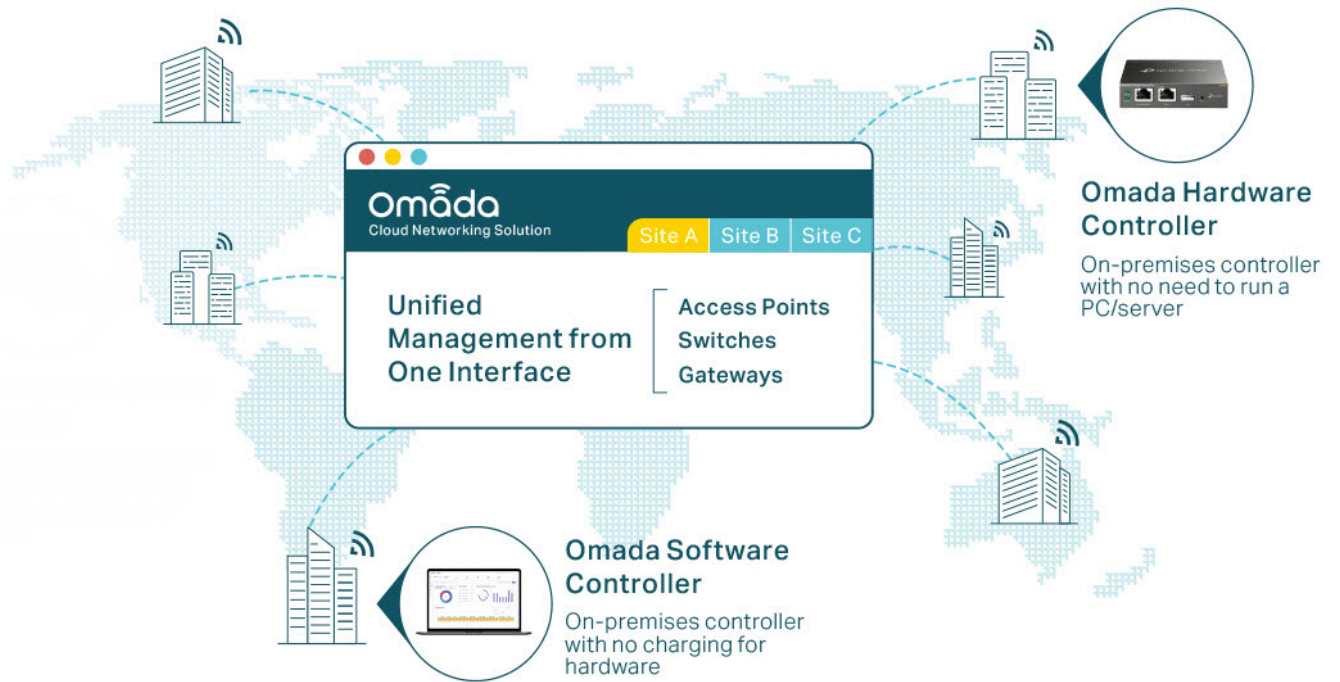 Omada
Cloud Networking Solution
Site A
Site B
Site C
Unified
Management from
One Interface
Access Points
Switches
Gateways
Omada Hardware
Controller
On-premises controller
with no need to run a
PC/server
Omada Software
Controller
On-premises controller
with no charging for
hardware